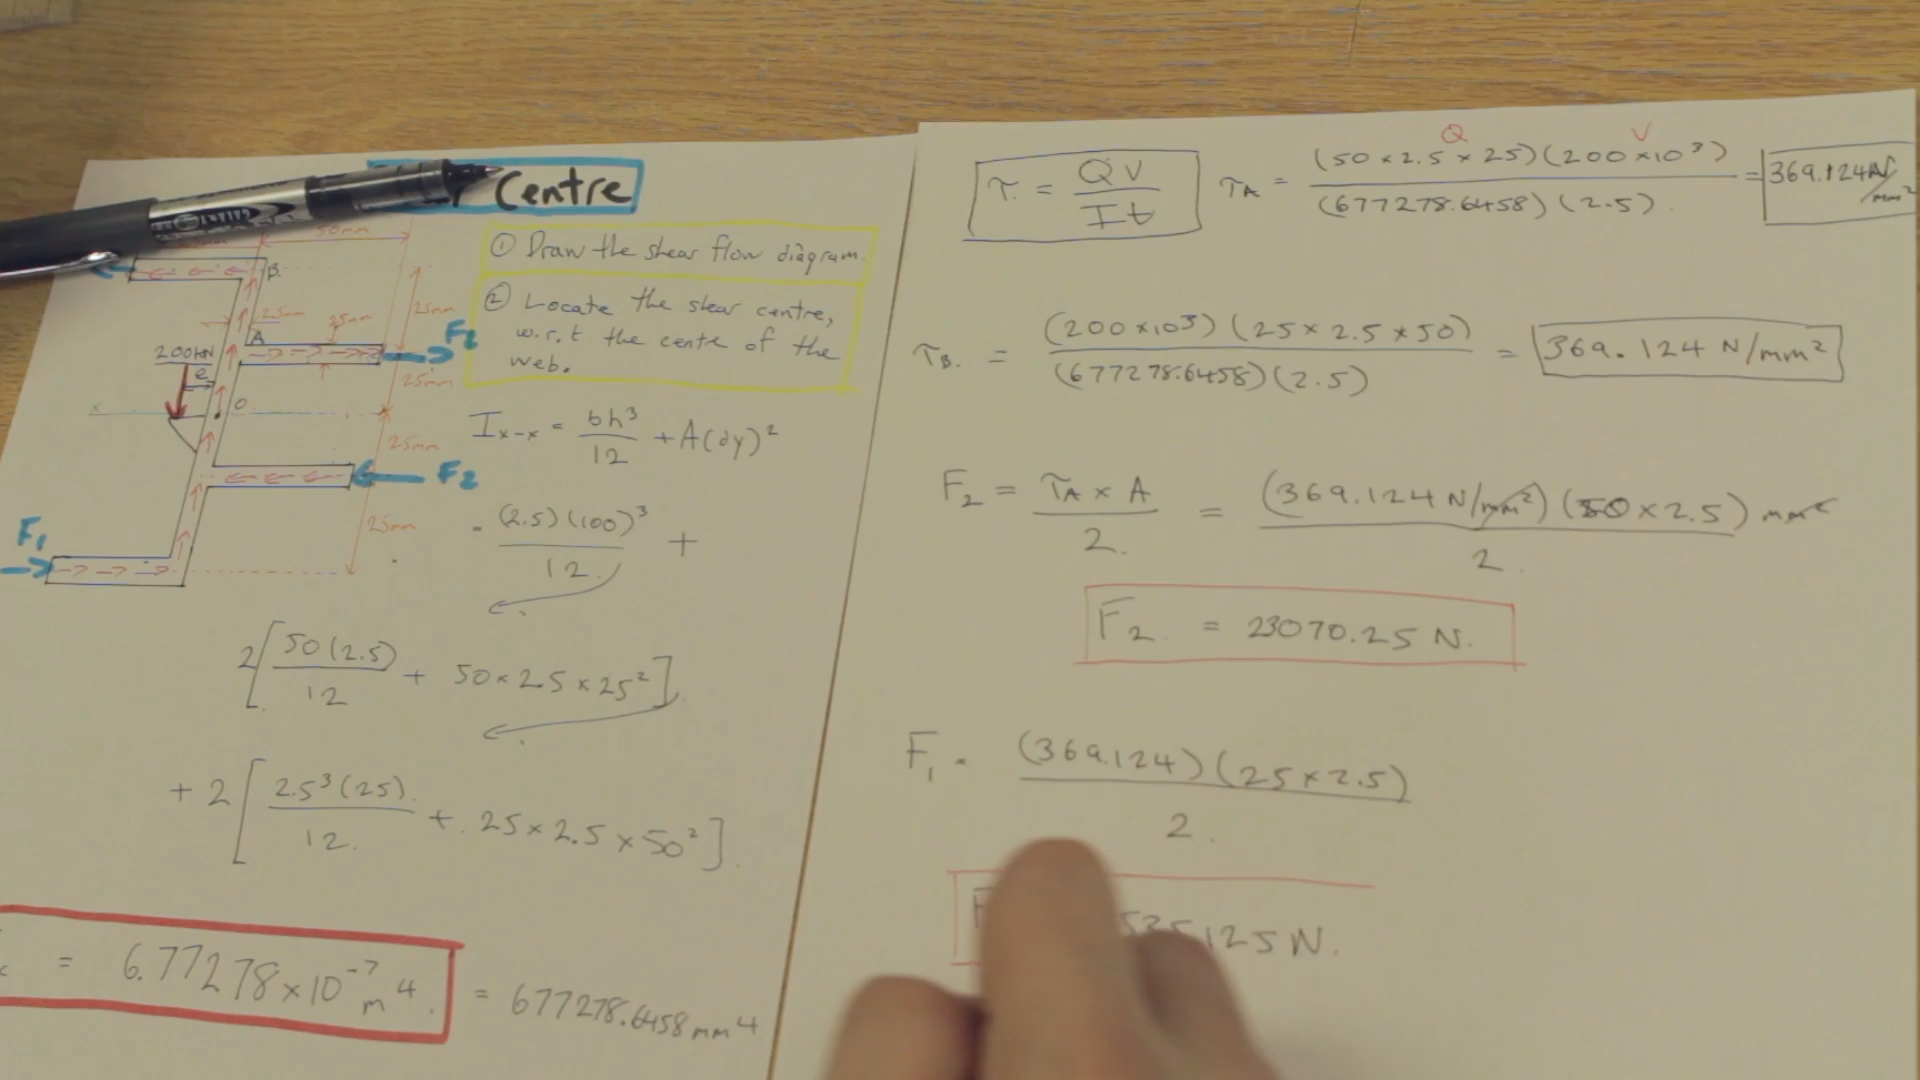 Centre
50mm
① Draw the shear flow diagram.
② Locate the shear centre,
w.r.t the centre of the
web.
B
25mm
25mm
25mm
A
F2
200kN
e
25mm
x
O
x
25mm
F2
25mm
F1
Ix-x = bh³/12 + A(dy)²
= (2.5)(100)³/12. +
2[50(2.5)/12 + 50×2.5×25²].
+ 2[2.5³(25)./12. + .25×2.5×50²].
= 6.77278×10⁻⁷ m⁴. = 677278.6458mm⁴
Q V
τ. = QV/It τA = (50×2.5×25)(200×10³)/(677278.6458)(2.5). = 369.124N/mm²
τB. = (200×10³)(25×2.5×50)/(677278.6458)(2.5) = 369.124 N/mm²
F2 = τA×A/2. = (369.124N/mm²)(50×2.5)mm²/2.
F2. = 23070.25 N.
F1 = (369.124)(25×2.5)/2.
125N.